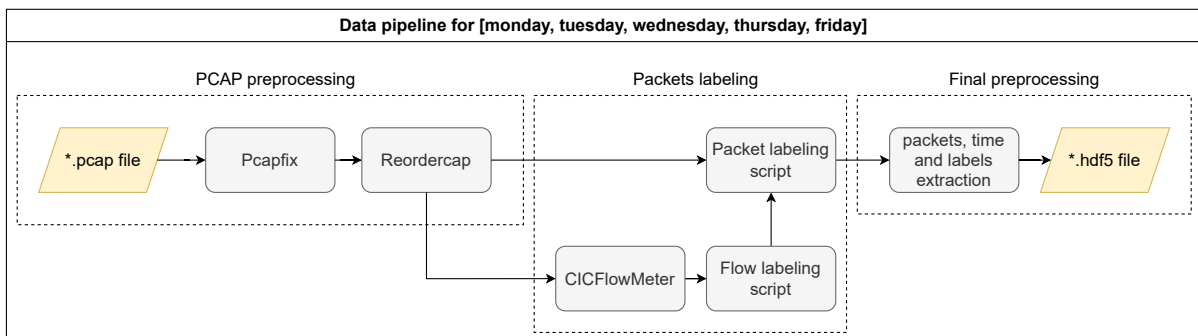 Data pipeline for [monday, tuesday, wednesday, thursday, friday]
PCAP preprocessing
Packets labeling
Final preprocessing
*.pcap file
Pcapfix
Reordercap
Packet labeling
script
packets, time
and labels
extraction
*.hdf5 file
CICFlowMeter
Flow labeling
script